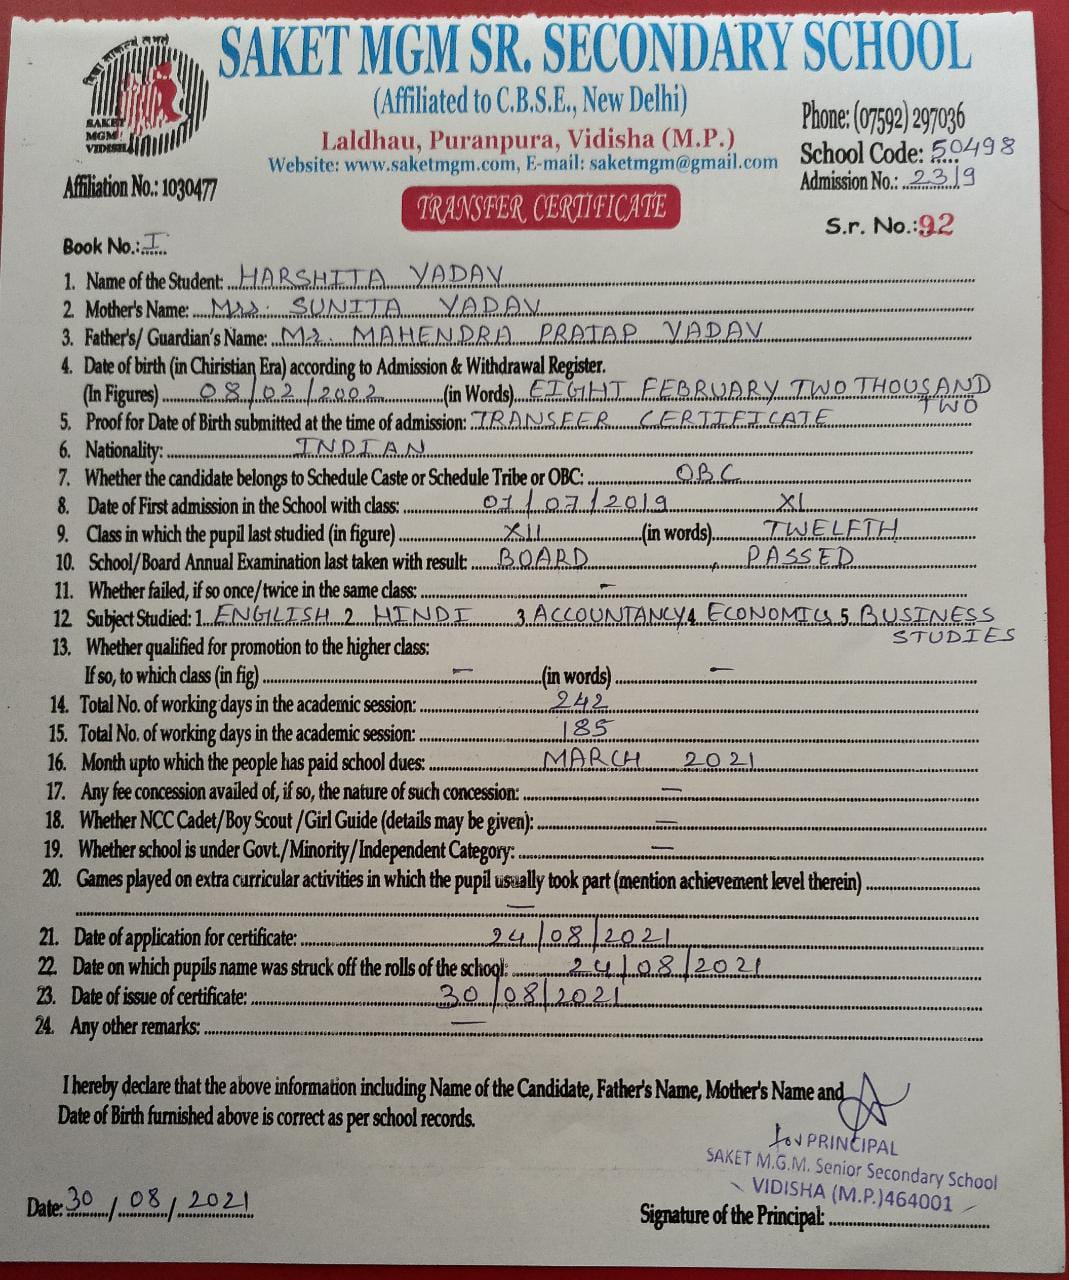 SAKET MGM SR. SECONDARY SCHOOL
(Affiliated to C.B.S.E., New Delhi)
Laldhau, Puranpura, Vidisha (M.P.)
Website: www.saketmgm.com, E-mail: saketmgm@gmail.com
SAKET
MGM
VIDISHA
Phone: (07592) 297036
School Code: 50498
Admission No.: 2319
Affiliation No.: 1030477
TRANSFER CERTIFICATE
S.r. No.:92
Book No.: I
1. Name of the Student: HARSHITA YADAV
2. Mother's Name: Mrs. SUNITA YADAV
3. Father's/ Guardian's Name: Mr. MAHENDRA PRATAP YADAV
4. Date of birth (in Chiristian Era) according to Admission & Withdrawal Register.
(In Figures) 08/02/2002 (in Words) EIGHT FEBRUARY TWO THOUSAND
TWO
5. Proof for Date of Birth submitted at the time of admission: TRANSFER CERTIFICATE
6. Nationality: INDIAN
7. Whether the candidate belongs to Schedule Caste or Schedule Tribe or OBC: OBC
8. Date of First admission in the School with class: 07/07/2019 XI
9. Class in which the pupil last studied (in figure) XII (in words) TWELFTH
10. School/Board Annual Examination last taken with result: BOARD, PASSED
11. Whether failed, if so once/twice in the same class: -
12. Subject Studied: 1. ENGLISH 2. HINDI 3. ACCOUNTANCY 4. ECONOMICS 5. BUSINESS
STUDIES
13. Whether qualified for promotion to the higher class:
If so, to which class (in fig) - (in words) -
14. Total No. of working days in the academic session: 242
15. Total No. of working days in the academic session: 185
16. Month upto which the people has paid school dues: MARCH 2021
17. Any fee concession availed of, if so, the nature of such concession: -
18. Whether NCC Cadet/Boy Scout /Girl Guide (details may be given): -
19. Whether school is under Govt./Minority/Independent Category: -
20. Games played on extra curricular activities in which the pupil usually took part (mention achievement level therein)
-
21. Date of application for certificate: 24/08/2021
22. Date on which pupils name was struck off the rolls of the school: 24/08/2021
23. Date of issue of certificate: 30/08/2021
24. Any other remarks: -
I hereby declare that the above information including Name of the Candidate, Father's Name, Mother's Name and
Date of Birth furnished above is correct as per school records.
for PRINCIPAL
SAKET M.G.M. Senior Secondary School
VIDISHA (M.P.)464001
Date: 30/08/2021
Signature of the Principal: